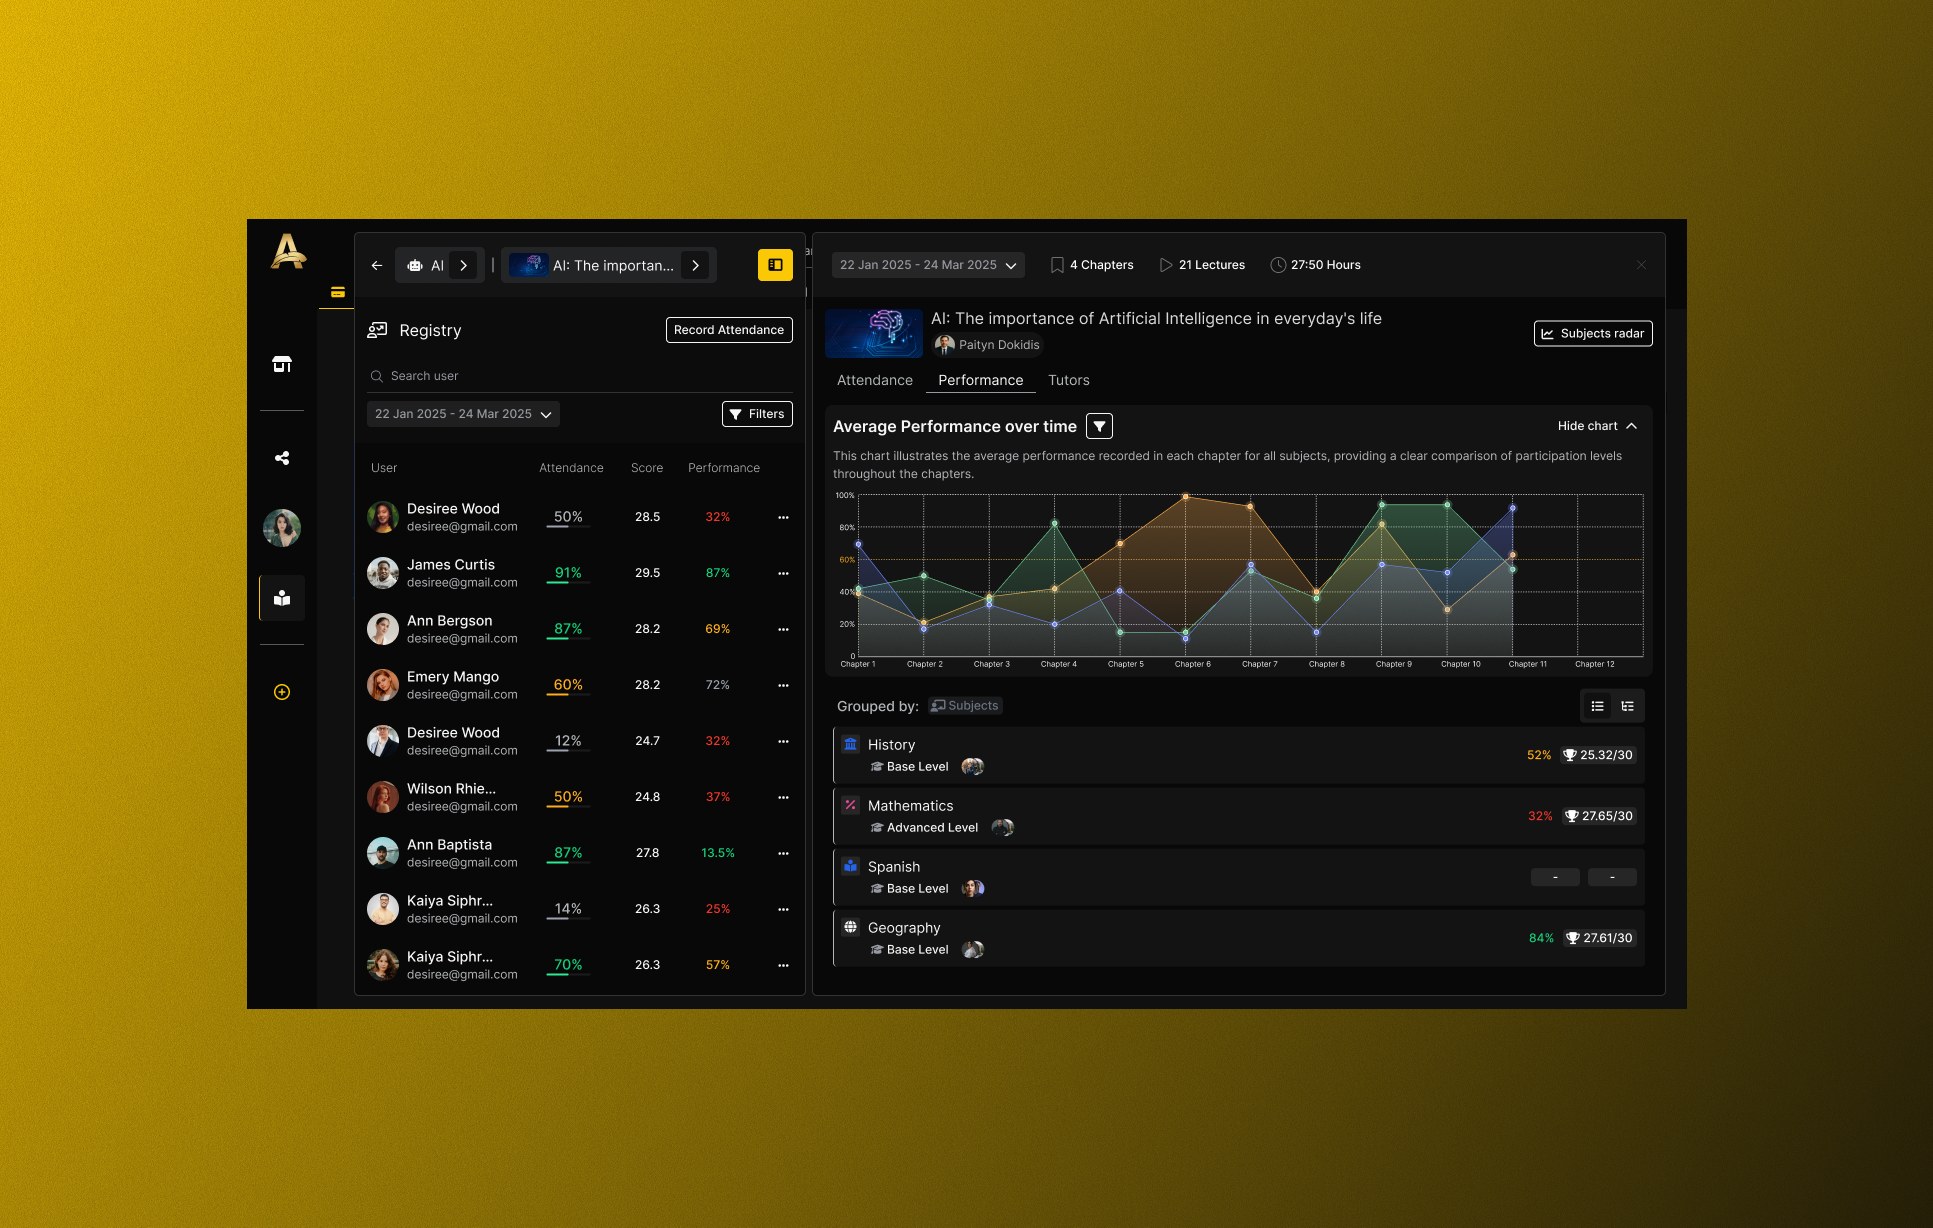 AI
AI: The importan...
Registry
Record Attendance
Search user
22 Jan 2025 - 24 Mar 2025
Filters
User Attendance Score Performance
Desiree Wood
desiree@gmail.com
50% 28.5 32%
James Curtis
desiree@gmail.com
91% 29.5 87%
Ann Bergson
desiree@gmail.com
87% 28.2 69%
Emery Mango
desiree@gmail.com
60% 28.2 72%
Desiree Wood
desiree@gmail.com
12% 24.7 32%
Wilson Rhie...
desiree@gmail.com
50% 24.8 37%
Ann Baptista
desiree@gmail.com
87% 27.8 13.5%
Kaiya Siphr...
desiree@gmail.com
14% 26.3 25%
Kaiya Siphr...
desiree@gmail.com
70% 26.3 57%
22 Jan 2025 - 24 Mar 2025
4 Chapters
21 Lectures
27:50 Hours
AI: The importance of Artificial Intelligence in everyday's life
Paityn Dokidis
Subjects radar
Attendance Performance Tutors
Average Performance over time
Hide chart
This chart illustrates the average performance recorded in each chapter for all subjects, providing a clear comparison of participation levels
throughout the chapters.
100%
80%
60%
40%
20%
0
Chapter 1 Chapter 2 Chapter 3 Chapter 4 Chapter 5 Chapter 6 Chapter 7 Chapter 8 Chapter 9 Chapter 10 Chapter 11 Chapter 12
Grouped by: Subjects
History
Base Level
52% 25.32/30
Mathematics
Advanced Level
32% 27.65/30
Spanish
Base Level
- -
Geography
Base Level
84% 27.61/30